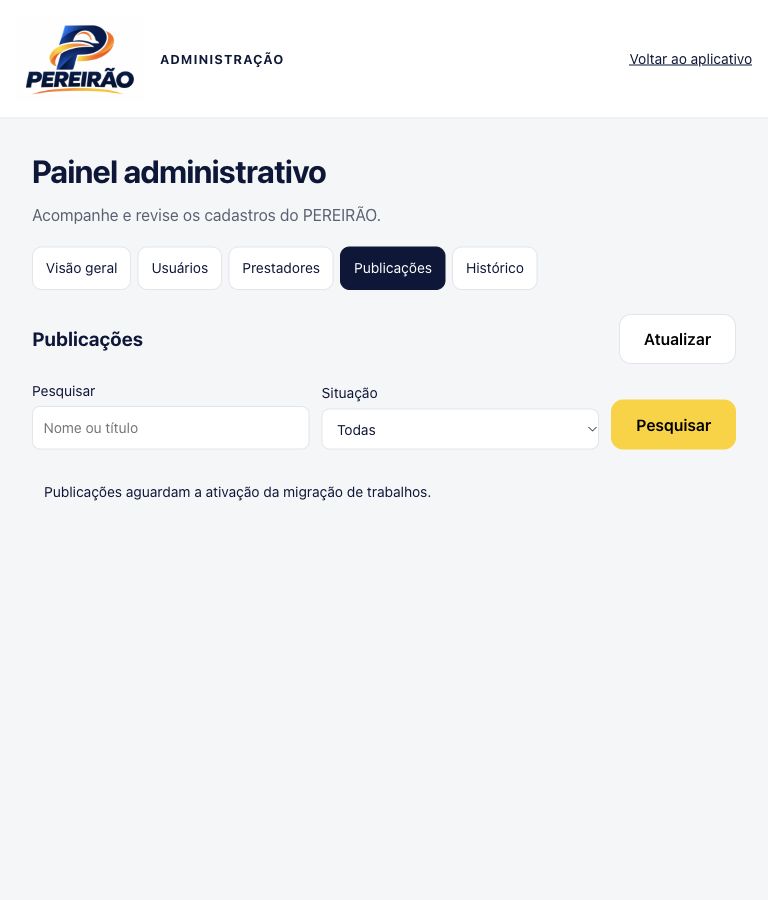 PEREIRÃO
ADMINISTRAÇÃO
Voltar ao aplicativo
Painel administrativo
Acompanhe e revise os cadastros do PEREIRÃO.
Visão geral
Usuários
Prestadores
Publicações
Histórico
Publicações
Atualizar
Pesquisar
Situação
Nome ou título
Todas
Pesquisar
Publicações aguardam a ativação da migração de trabalhos.